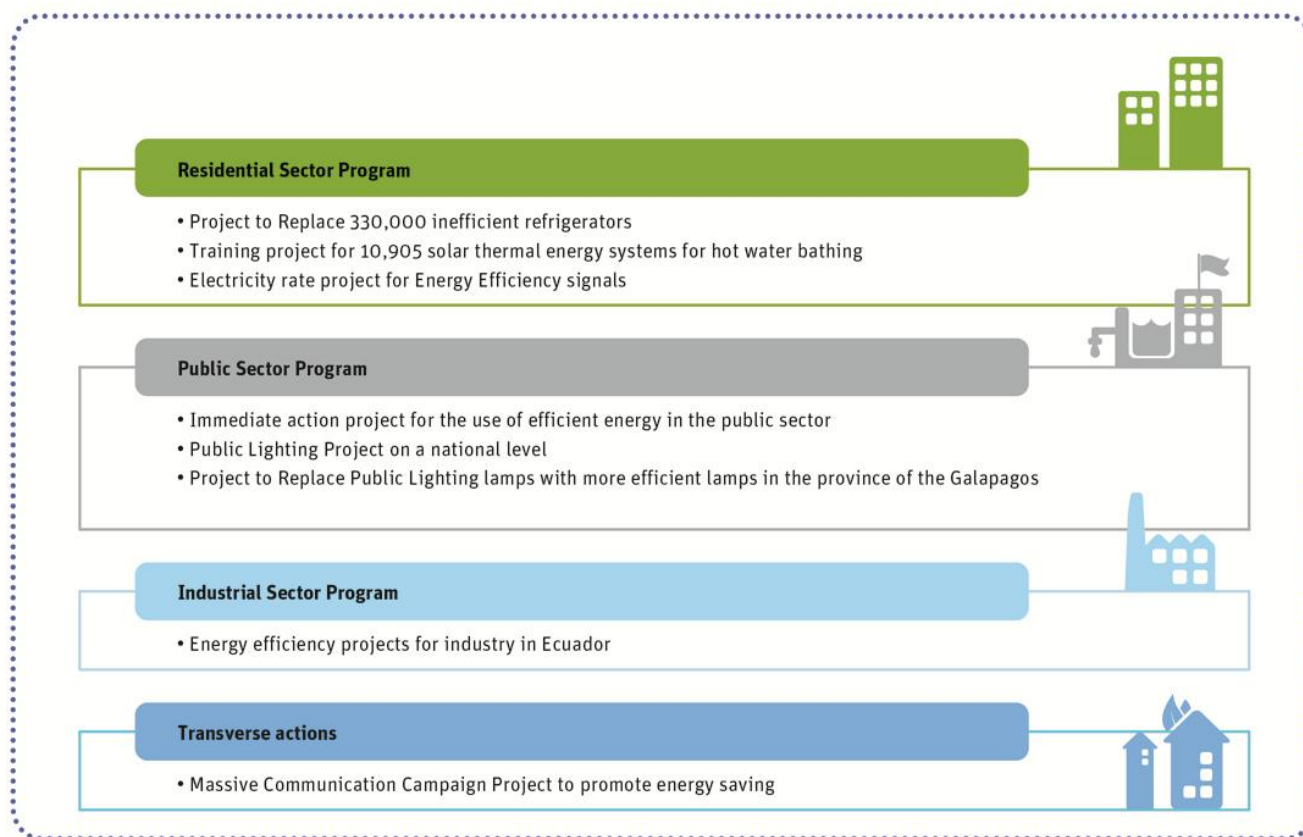 Residential Sector Program
• Project to Replace 330,000 inefficient refrigerators
• Training project for 10,905 solar thermal energy systems for hot water bathing
• Electricity rate project for Energy Efficiency signals
Public Sector Program
• Immediate action project for the use of efficient energy in the public sector
• Public Lighting Project on a national level
• Project to Replace Public Lighting lamps with more efficient lamps in the province of the Galapagos
Industrial Sector Program
• Energy efficiency projects for industry in Ecuador
Transverse actions
• Massive Communication Campaign Project to promote energy saving